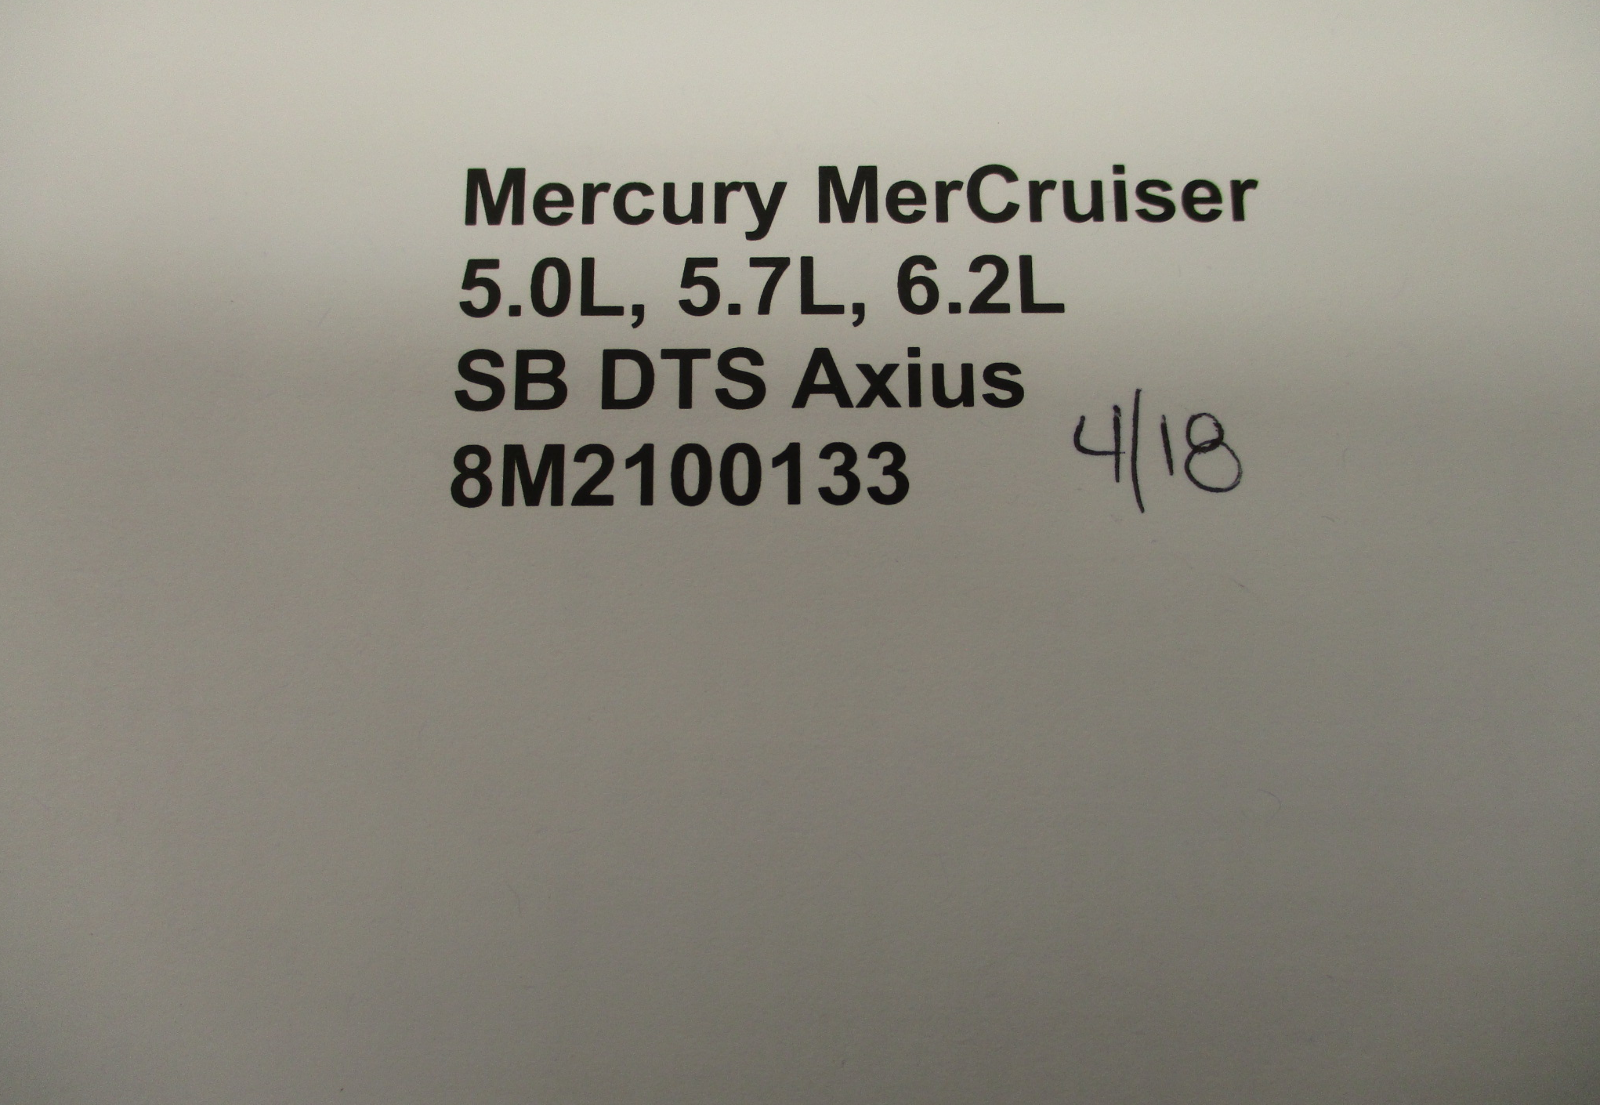 Mercury MerCruiser
5.0L, 5.7L, 6.2L
SB DTS Axius
8M2100133 4/18